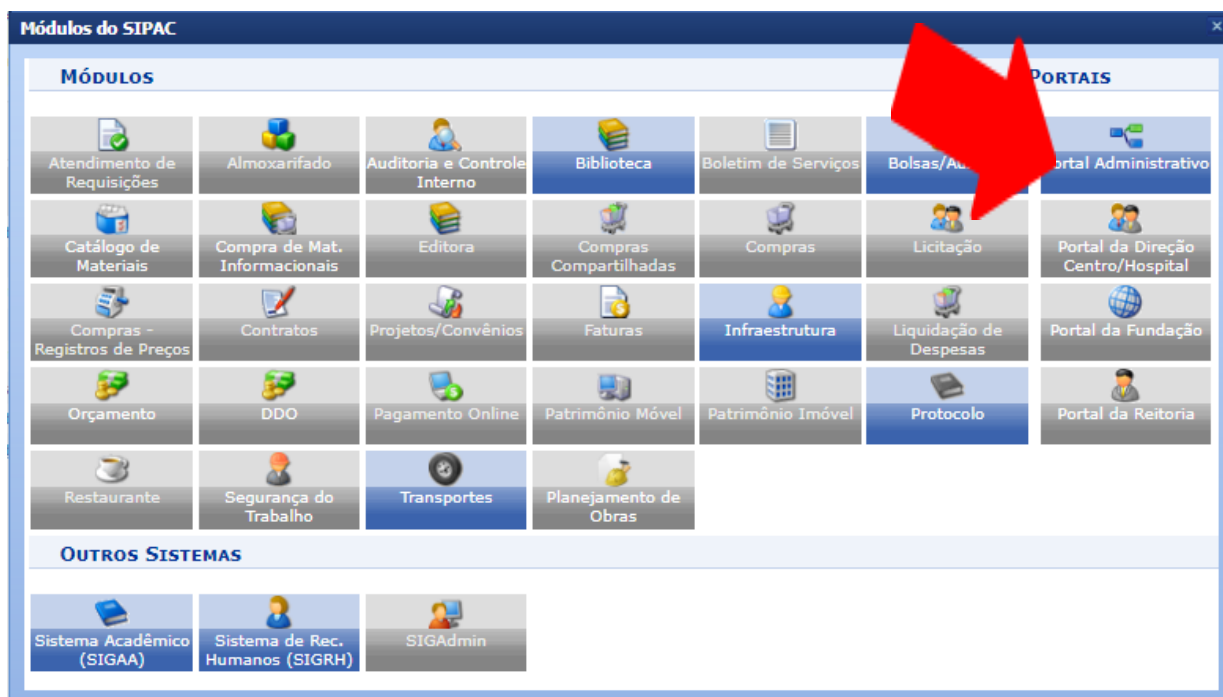 Módulos do SIPAC
MÓDULOS
PORTAIS
Atendimento de
Requisições
Almoxarifado
Auditoria e Controle
Interno
Biblioteca
Boletim de Serviços
ortal Administrativo
Catálogo de
Materiais
Compra de Mat.
Informacionais
Editora
Compras
Compartilhadas
Compras
Licitação
Portal da Direção
Centro/Hospital
Compras -
Registros de Preços
Contratos
Projetos/Convênios
Faturas
Infraestrutura
Liquidação de
Despesas
Portal da Fundação
Orçamento
DDO
Pagamento Online
Patrimônio Móvel
Patrimônio Imóvel
Protocolo
Portal da Reitoria
Restaurante
Segurança do
Trabalho
Transportes
Planejamento de
Obras
OUTROS SISTEMAS
Sistema Acadêmico
(SIGAA)
Sistema de Rec.
Humanos (SIGRH)
SIGAdmin